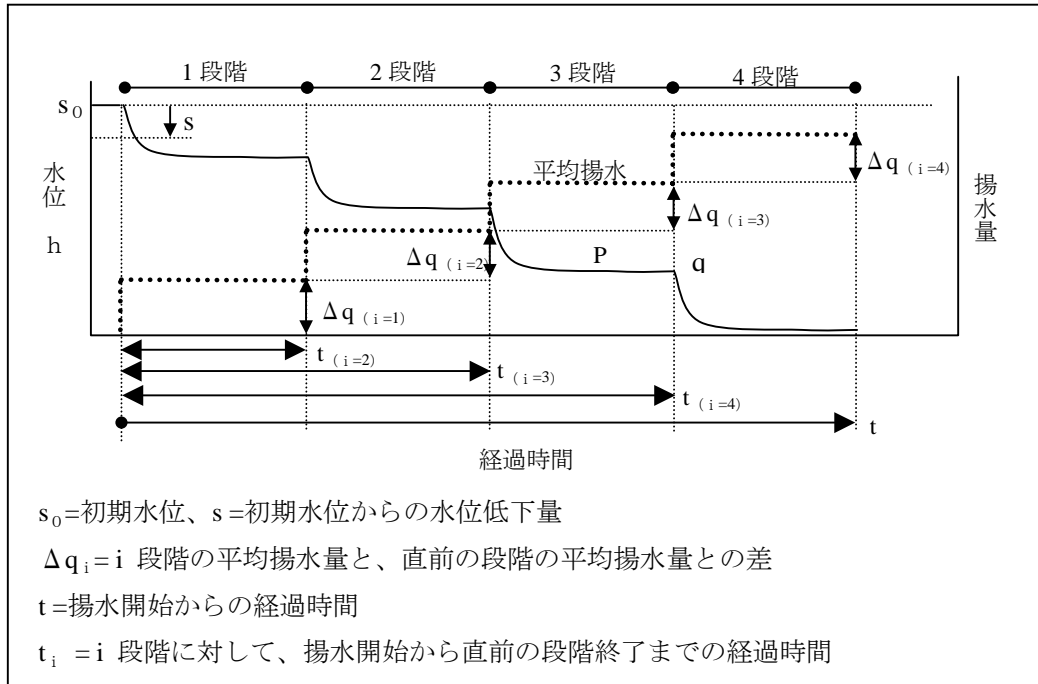 1 段階 2 段階 3 段階 4 段階
s₀
s
水位
h
平均揚水
Δq（i=4）
Δq（i=3）
揚水量
Δq（i=2）
P
q
Δq（i=1）
t（i=2）
t（i=3）
t（i=4）
t
経過時間
s₀=初期水位、s =初期水位からの水位低下量
Δqᵢ= i 段階の平均揚水量と、直前の段階の平均揚水量との差
t =揚水開始からの経過時間
tᵢ = i 段階に対して、揚水開始から直前の段階終了までの経過時間